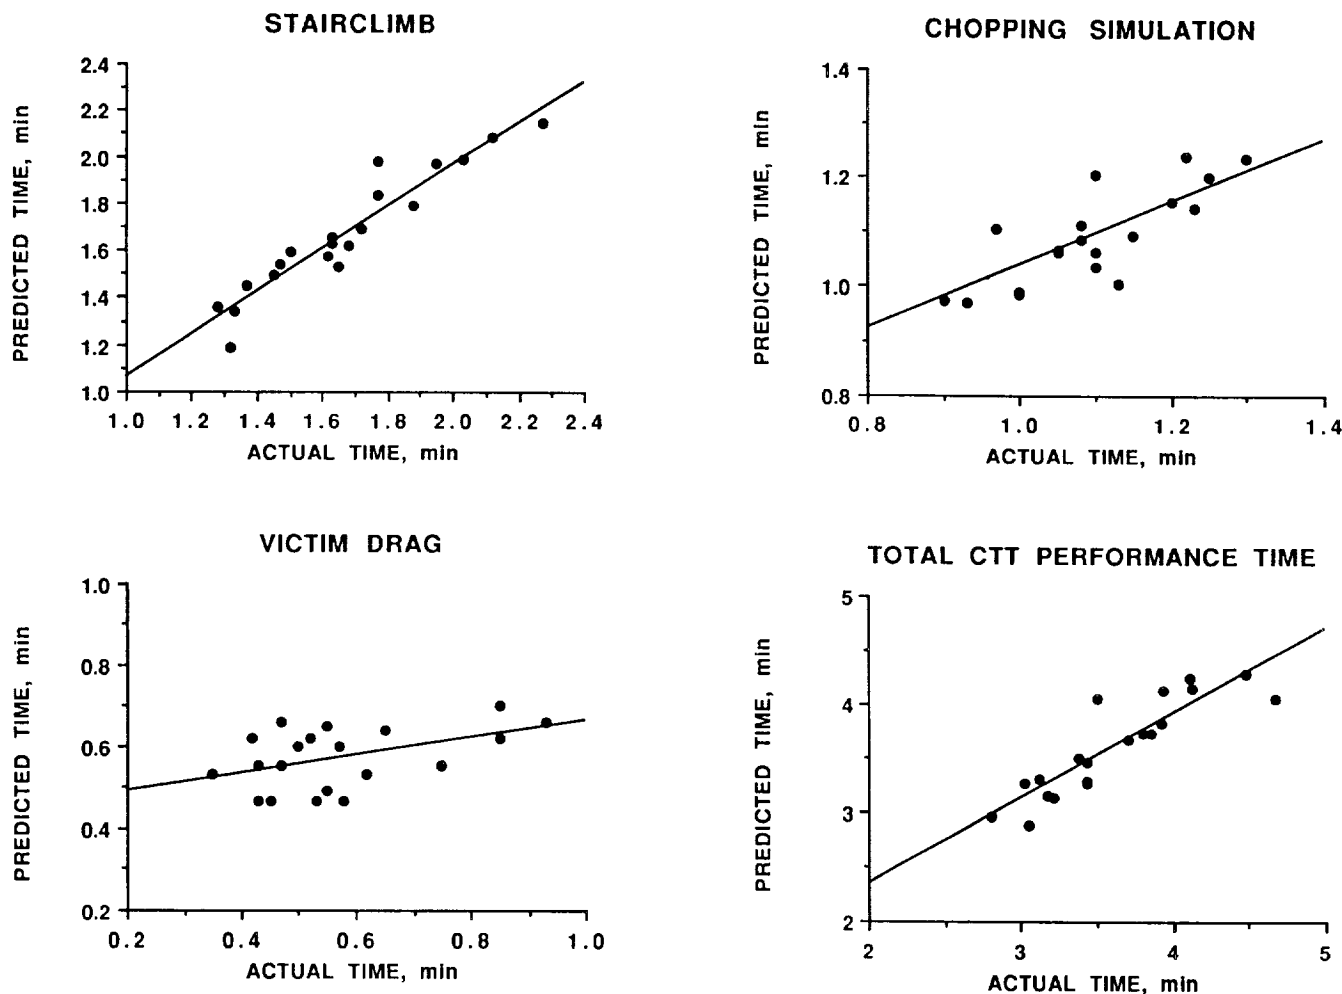 STAIRCLIMB
PREDICTED TIME, min
2.4
2.2
2.0
1.8
1.6
1.4
1.2
1.0
1.0 1.2 1.4 1.6 1.8 2.0 2.2 2.4
ACTUAL TIME, min
CHOPPING SIMULATION
PREDICTED TIME, min
1.4
1.2
1.0
0.8
0.8 1.0 1.2 1.4
ACTUAL TIME, min
VICTIM DRAG
PREDICTED TIME, min
1.0
0.8
0.6
0.4
0.2
0.2 0.4 0.6 0.8 1.0
ACTUAL TIME, min
TOTAL CTT PERFORMANCE TIME
PREDICTED TIME, min
5
4
3
2
2 3 4 5
ACTUAL TIME, min